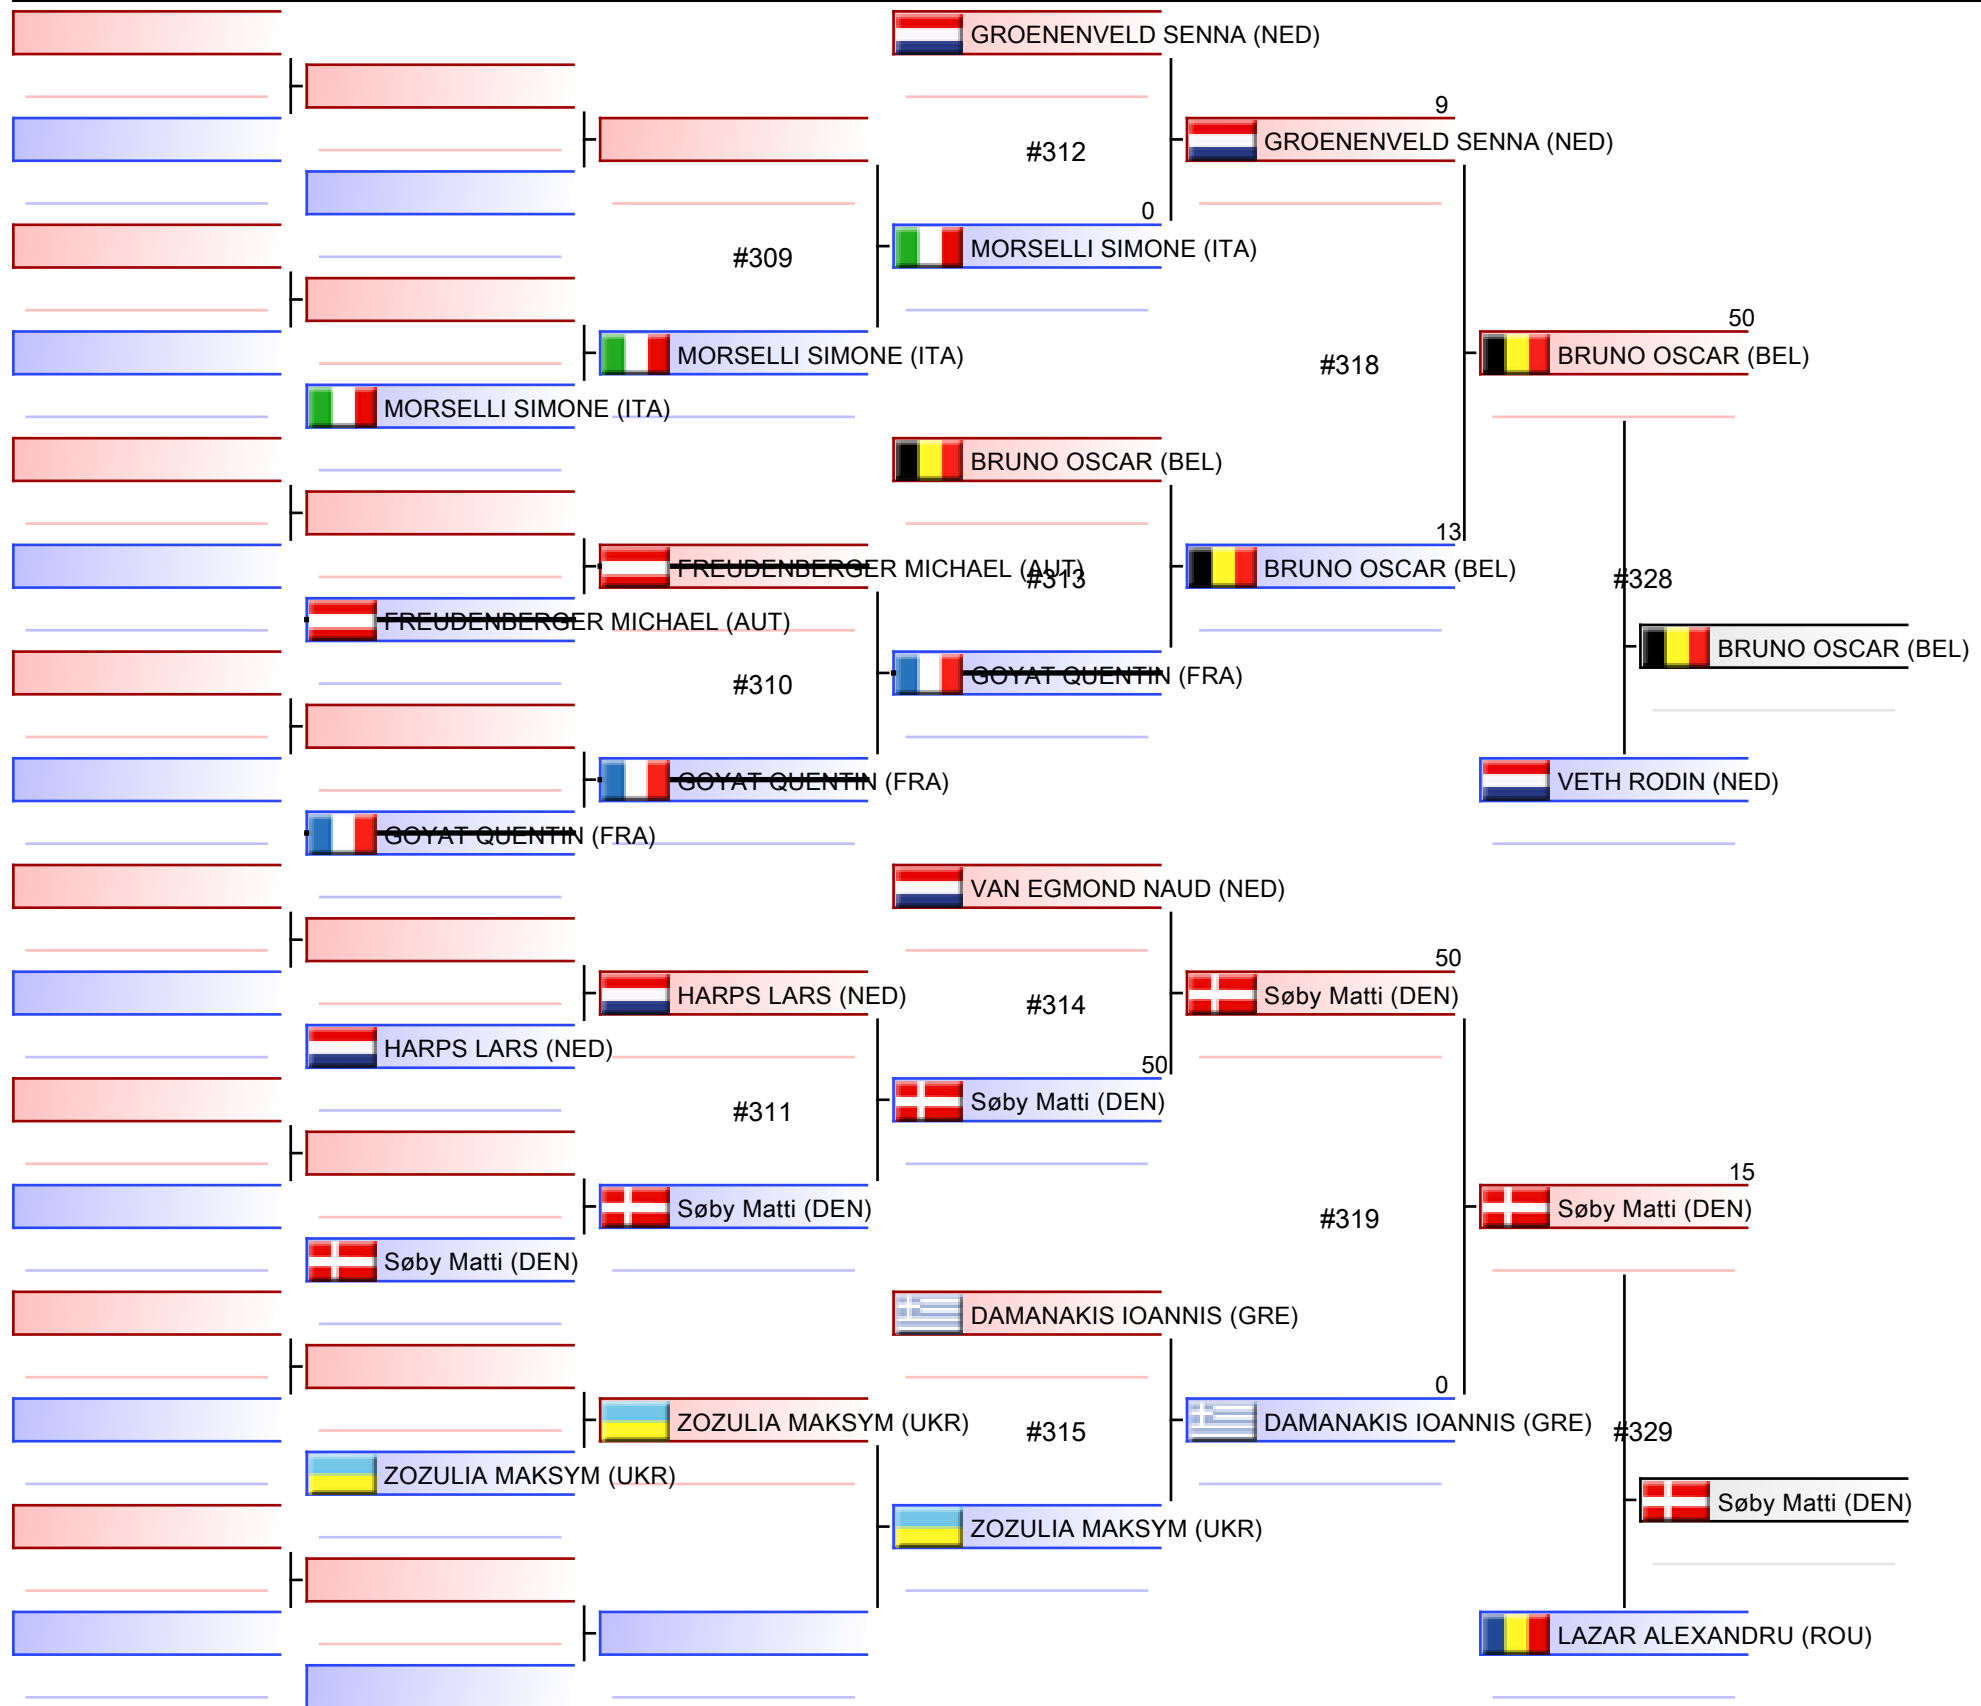 GROENENVELD SENNA (NED)
9
#312
GROENENVELD SENNA (NED)
0
#309
MORSELLI SIMONE (ITA)
50
MORSELLI SIMONE (ITA)
#318
BRUNO OSCAR (BEL)
MORSELLI SIMONE (ITA)
BRUNO OSCAR (BEL)
13
FREUDENBERGER MICHAEL (AUT)
#313
BRUNO OSCAR (BEL)
#328
FREUDENBERGER MICHAEL (AUT)
BRUNO OSCAR (BEL)
#310
GOYAT QUENTIN (FRA)
GOYAT QUENTIN (FRA)
VETH RODIN (NED)
GOYAT QUENTIN (FRA)
VAN EGMOND NAUD (NED)
50
HARPS LARS (NED)
#314
Søby Matti (DEN)
HARPS LARS (NED)
50
#311
Søby Matti (DEN)
15
Søby Matti (DEN)
#319
Søby Matti (DEN)
Søby Matti (DEN)
DAMANAKIS IOANNIS (GRE)
0
ZOZULIA MAKSYM (UKR)
#315
DAMANAKIS IOANNIS (GRE)
#329
ZOZULIA MAKSYM (UKR)
Søby Matti (DEN)
ZOZULIA MAKSYM (UKR)
LAZAR ALEXANDRU (ROU)